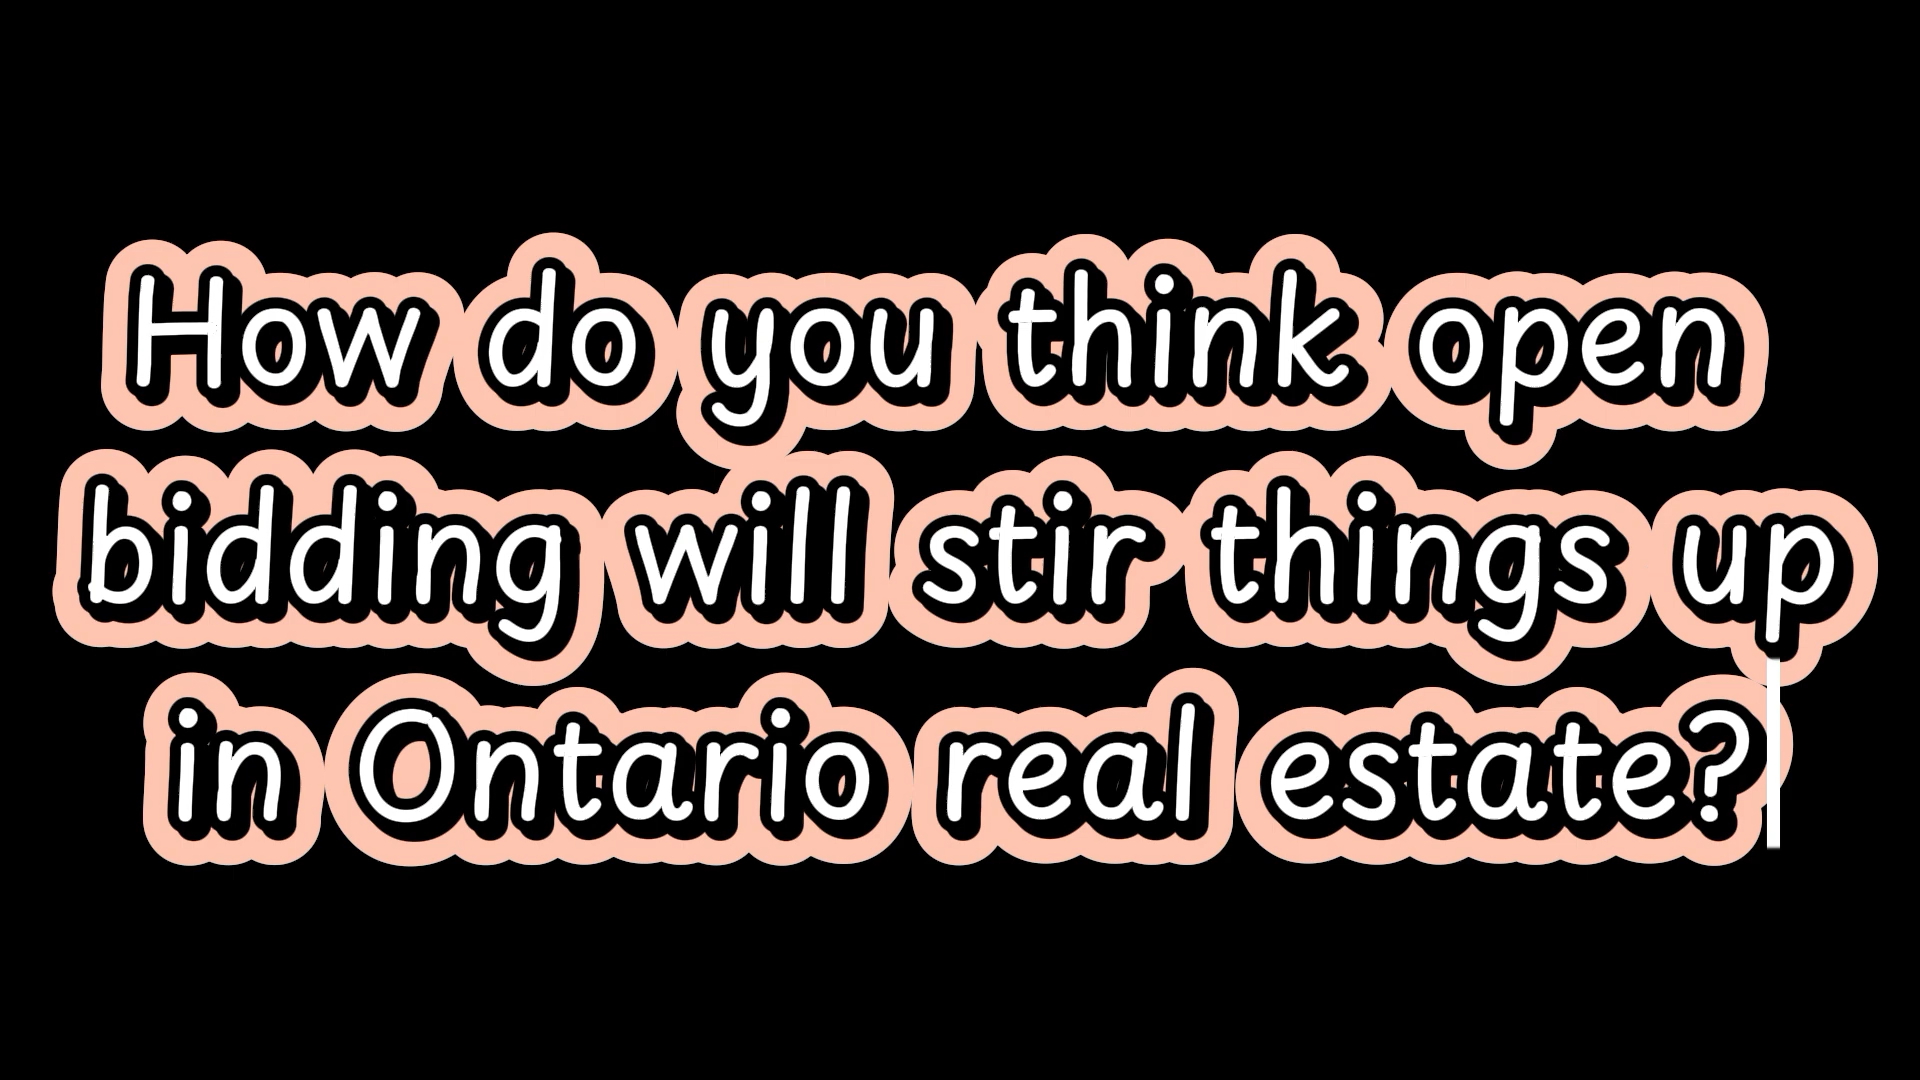 How do you think open
bidding will stir things up
in Ontario real estate?